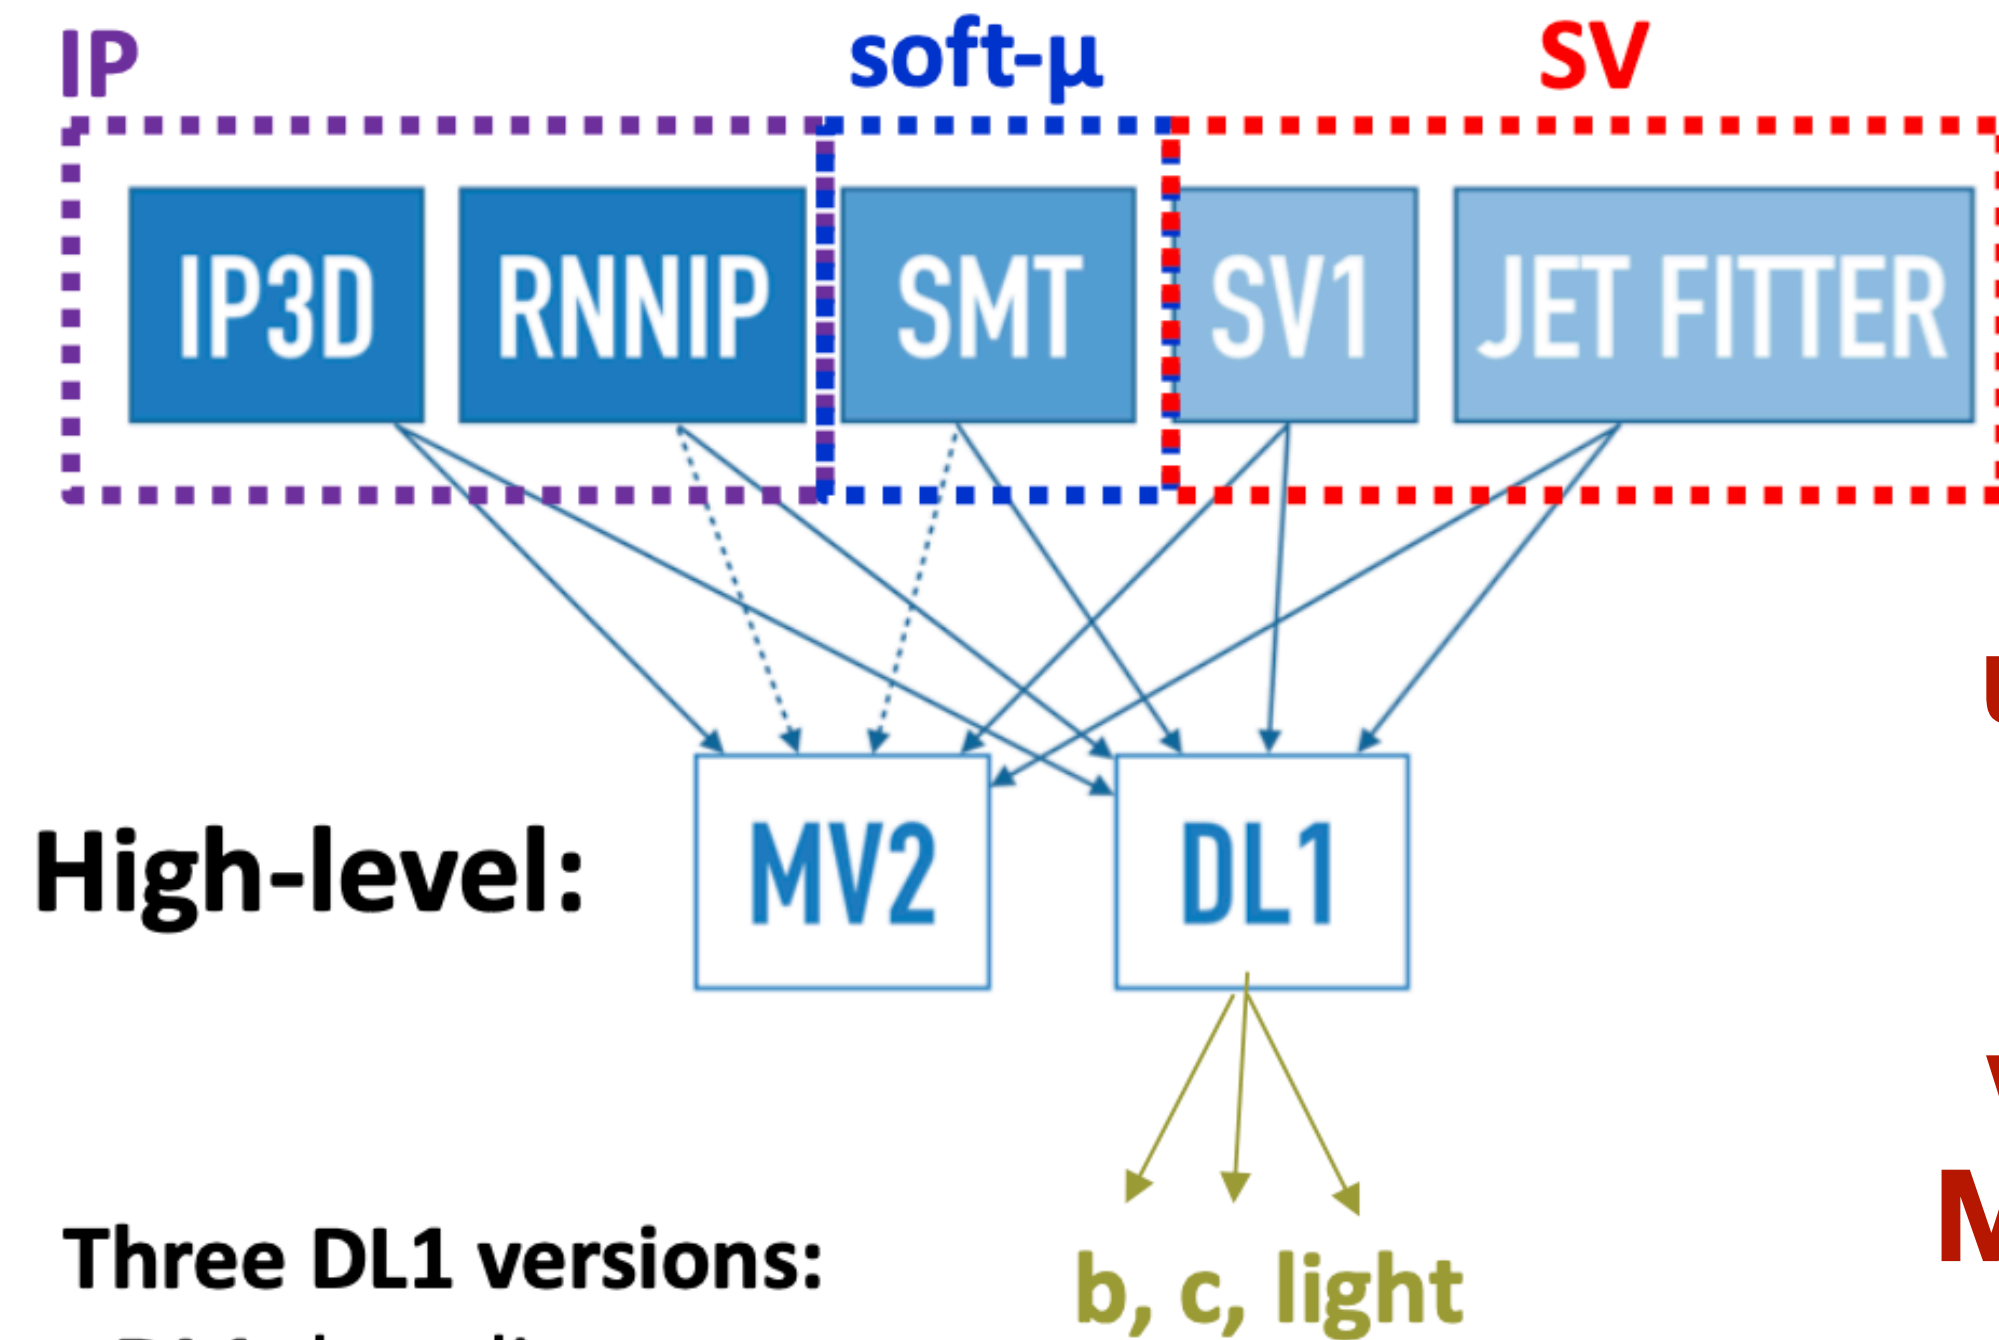 IP soft-μ SV
IP3D RNNIP SMT SV1 JET FITTER
High-level: MV2 DL1
Three DL1 versions:
b, c, light